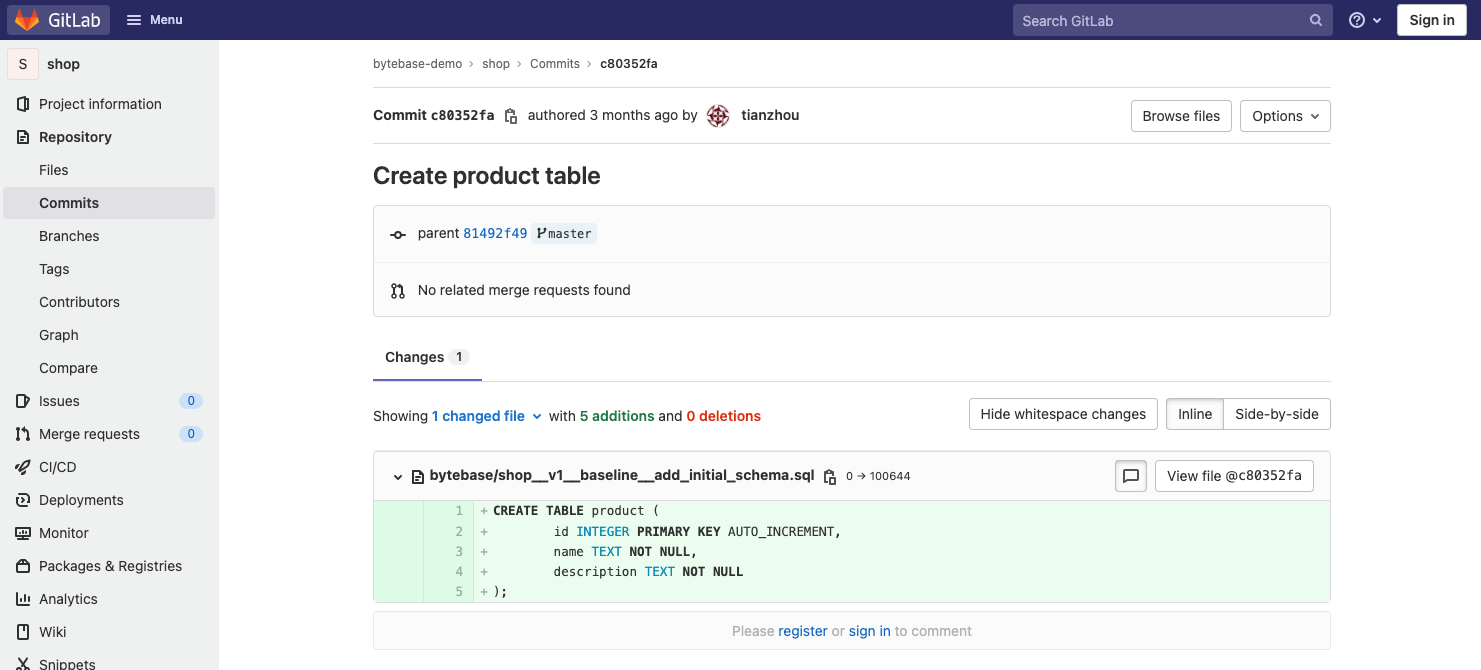 GitLab Menu Search GitLab Sign in
S shop
Project information
Repository
Files
Commits
Branches
Tags
Contributors
Graph
Compare
Issues 0
Merge requests 0
CI/CD
Deployments
Monitor
Packages & Registries
Analytics
Wiki
Snippets
bytebase-demo › shop › Commits › c80352fa
Commit c80352fa authored 3 months ago by tianzhou Browse files Options
Create product table
parent 81492f49 master
No related merge requests found
Changes 1
Showing 1 changed file with 5 additions and 0 deletions Hide whitespace changes Inline Side-by-side
bytebase/shop__v1__baseline__add_initial_schema.sql 0 → 100644 View file @c80352fa
1 + CREATE TABLE product (
2 + id INTEGER PRIMARY KEY AUTO_INCREMENT,
3 + name TEXT NOT NULL,
4 + description TEXT NOT NULL
5 + );
Please register or sign in to comment